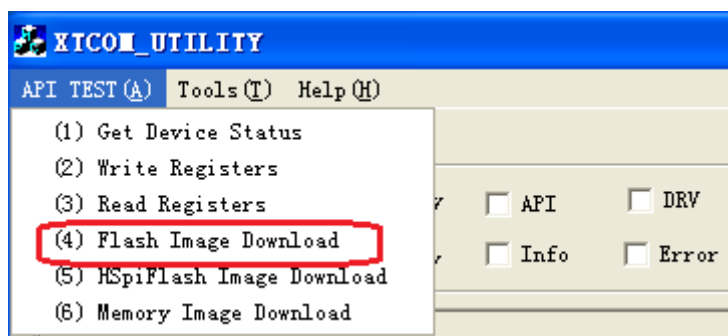 XTCOM_UTILITY
API TEST(A) Tools(T) Help(H)
(1) Get Device Status
(2) Write Registers
(3) Read Registers
API DRV
(4) Flash Image Download
Info Error
(5) HSpiFlash Image Download
(6) Memory Image Download